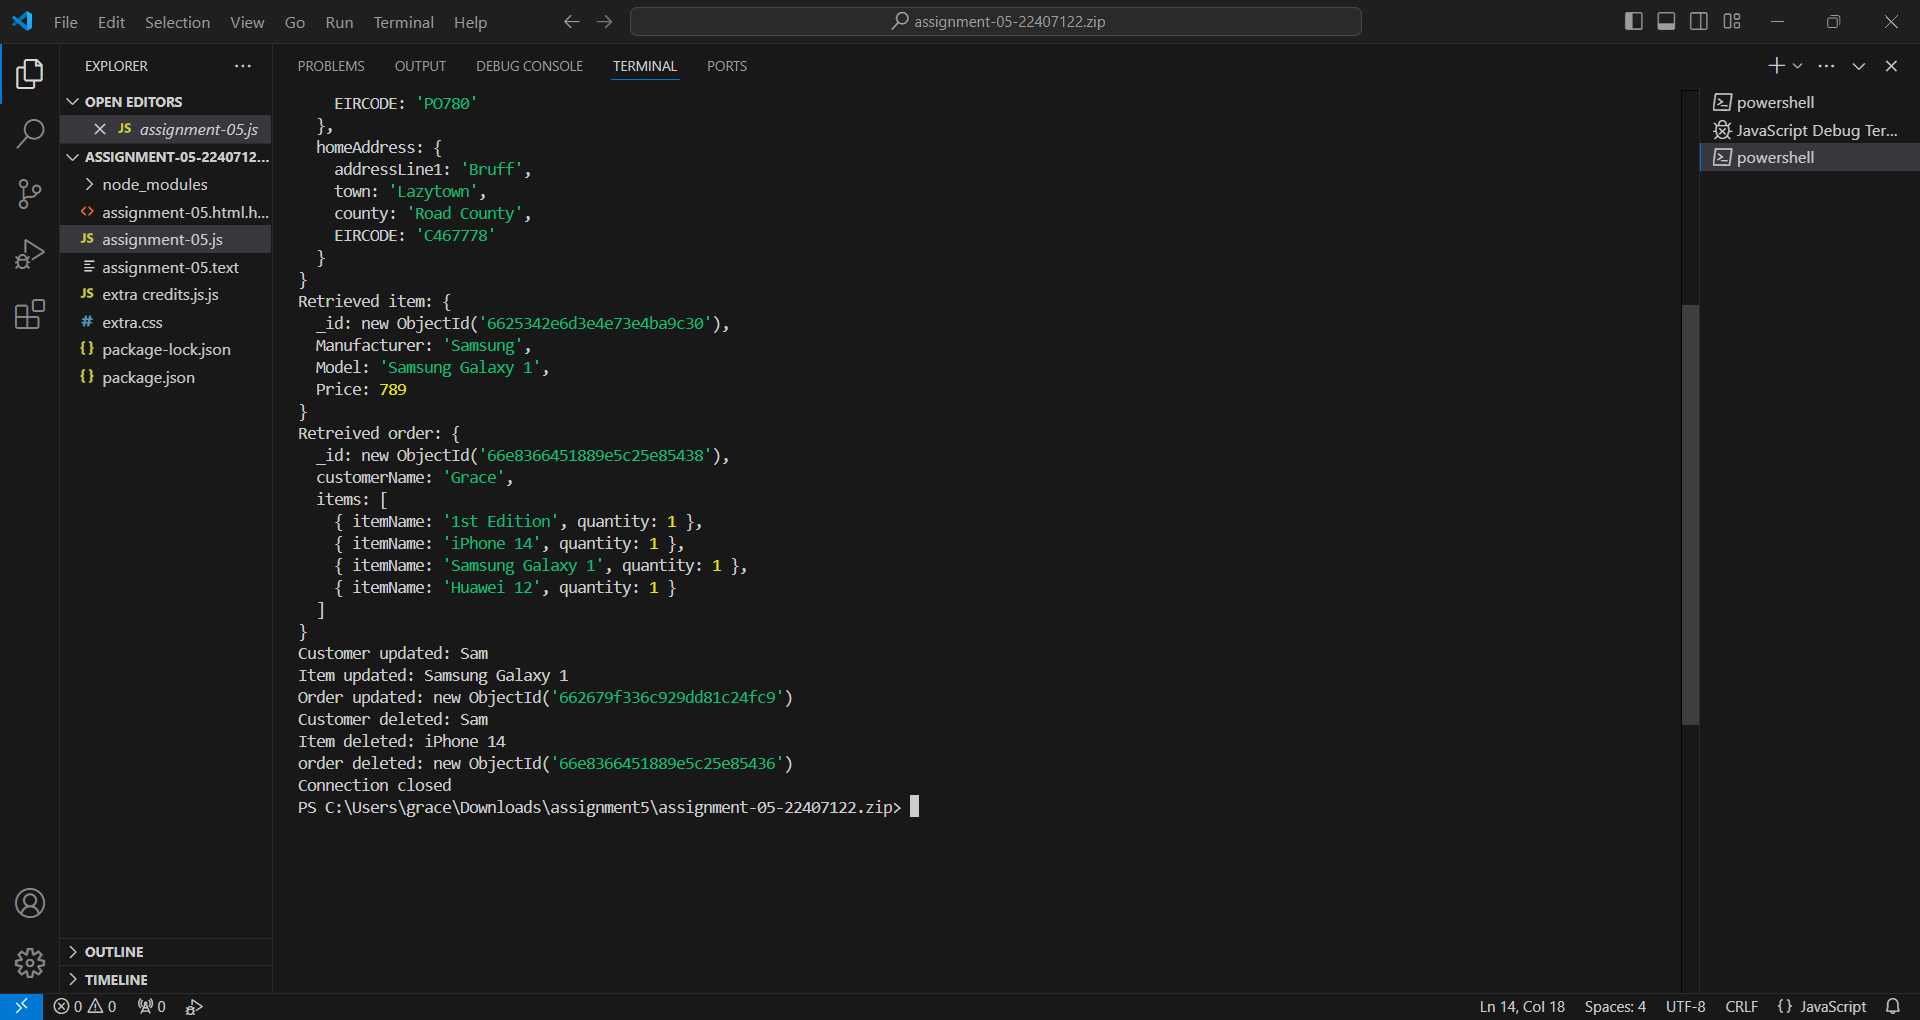 File Edit Selection View Go Run Terminal Help
assignment-05-22407122.zip
EXPLORER
OPEN EDITORS
JS assignment-05.js
ASSIGNMENT-05-2240712...
node_modules
<> assignment-05.html.h...
JS assignment-05.js
assignment-05.text
JS extra credits.js.js
# extra.css
{} package-lock.json
{} package.json
OUTLINE
TIMELINE
PROBLEMS OUTPUT DEBUG CONSOLE TERMINAL PORTS
EIRCODE: 'PO780'
},
homeAddress: {
addressLine1: 'Bruff',
town: 'Lazytown',
county: 'Road County',
EIRCODE: 'C467778'
}
}
Retrieved item: {
_id: new ObjectId('6625342e6d3e4e73e4ba9c30'),
Manufacturer: 'Samsung',
Model: 'Samsung Galaxy 1',
Price: 789
}
Retreived order: {
_id: new ObjectId('66e8366451889e5c25e85438'),
customerName: 'Grace',
items: [
{ itemName: '1st Edition', quantity: 1 },
{ itemName: 'iPhone 14', quantity: 1 },
{ itemName: 'Samsung Galaxy 1', quantity: 1 },
{ itemName: 'Huawei 12', quantity: 1 }
]
}
Customer updated: Sam
Item updated: Samsung Galaxy 1
Order updated: new ObjectId('662679f336c929dd81c24fc9')
Customer deleted: Sam
Item deleted: iPhone 14
order deleted: new ObjectId('66e8366451889e5c25e85436')
Connection closed
PS C:\Users\grace\Downloads\assignment5\assignment-05-22407122.zip>
powershell
JavaScript Debug Ter...
powershell
0 0 0
Ln 14, Col 18 Spaces: 4 UTF-8 CRLF {} JavaScript